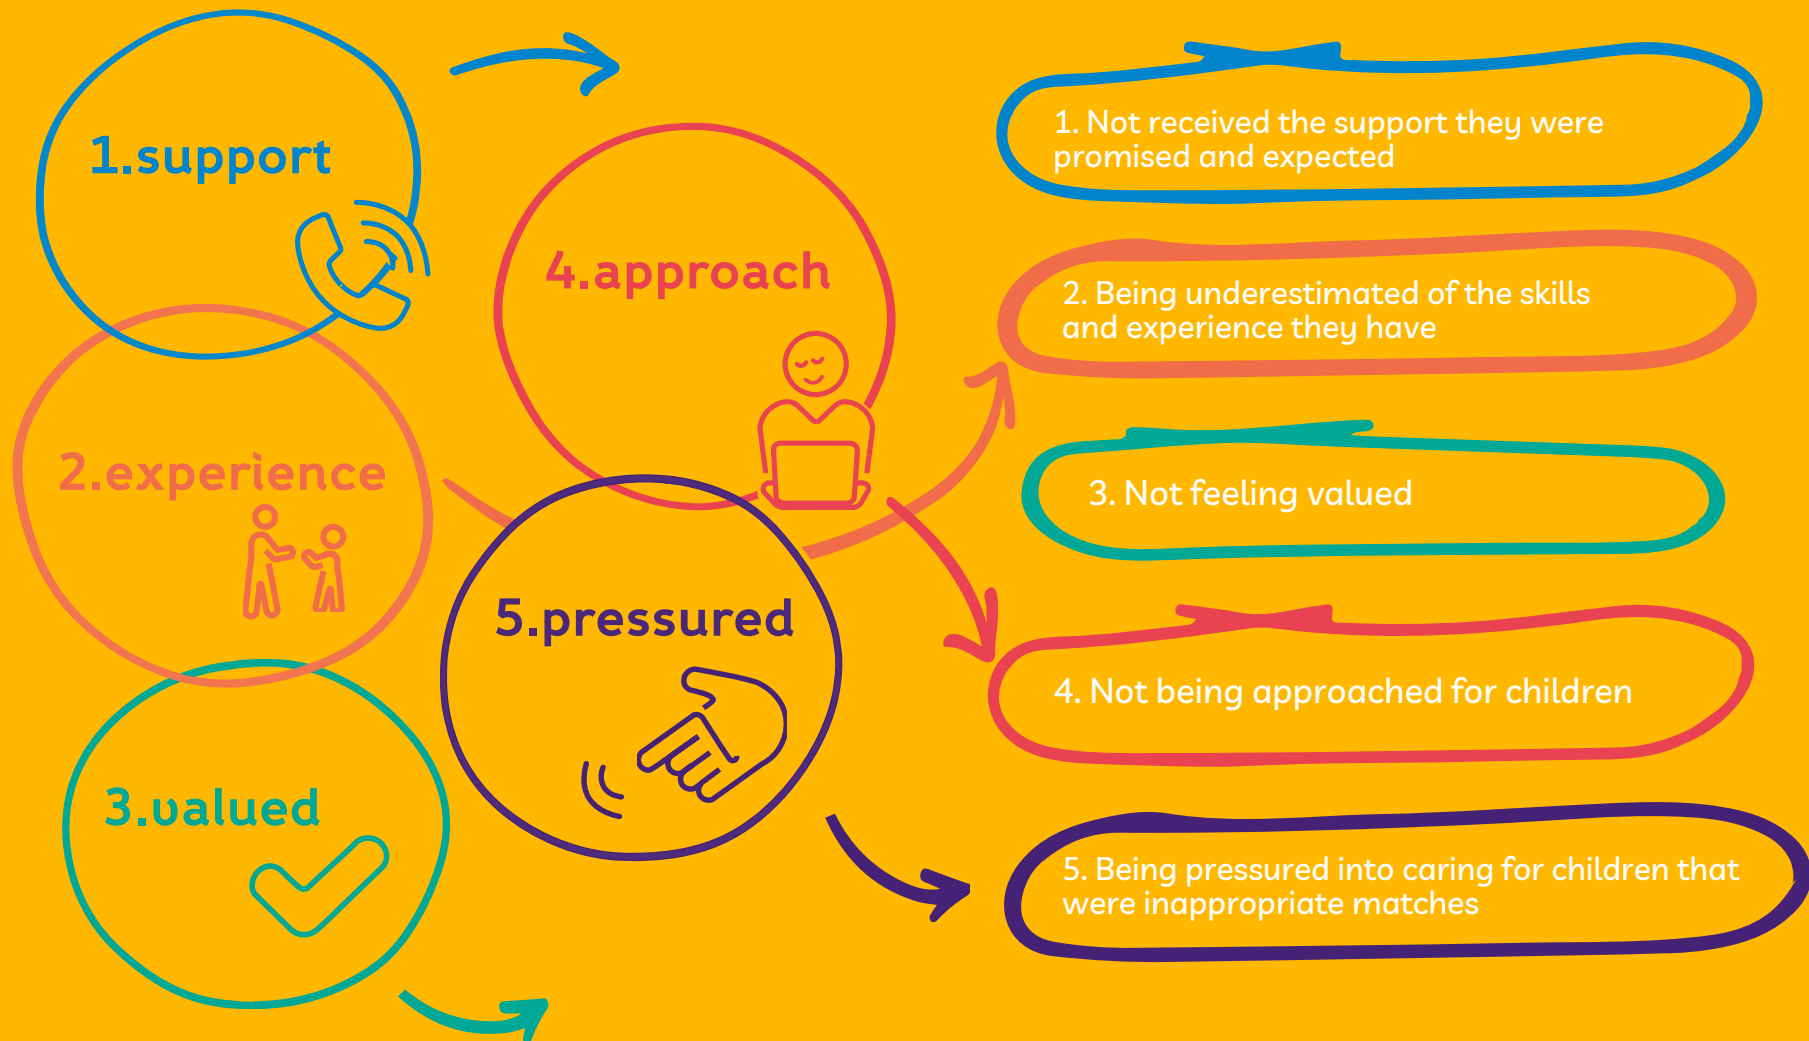 1.support
2.experience
3.valued
4.approach
5.pressured
1. Not received the support they were
promised and expected
2. Being underestimated of the skills
and experience they have
3. Not feeling valued
4. Not being approached for children
5. Being pressured into caring for children that
were inappropriate matches